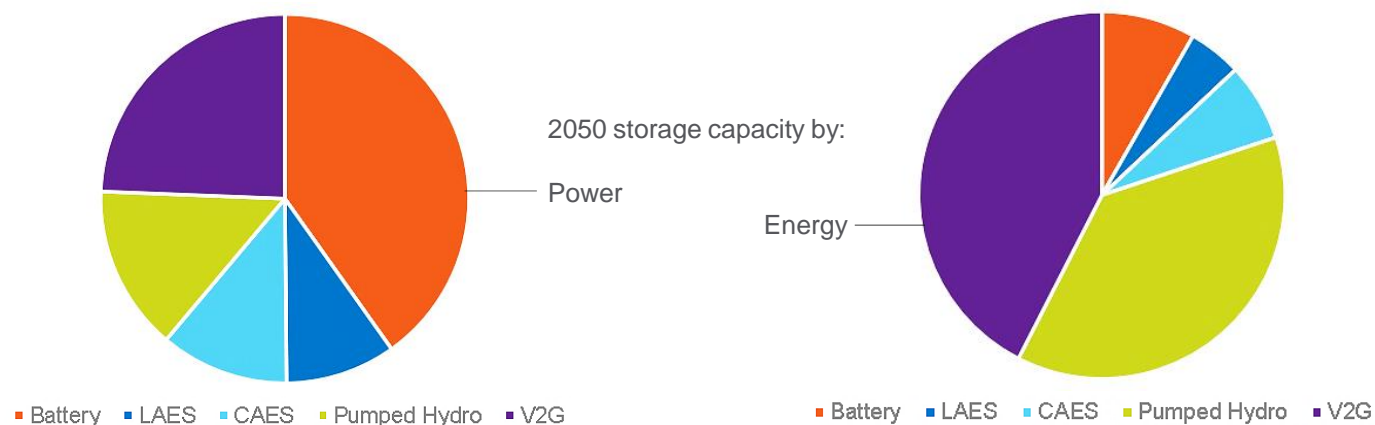 2050 storage capacity by:
Power
Energy
Battery LAES CAES Pumped Hydro V2G
Battery LAES CAES Pumped Hydro V2G